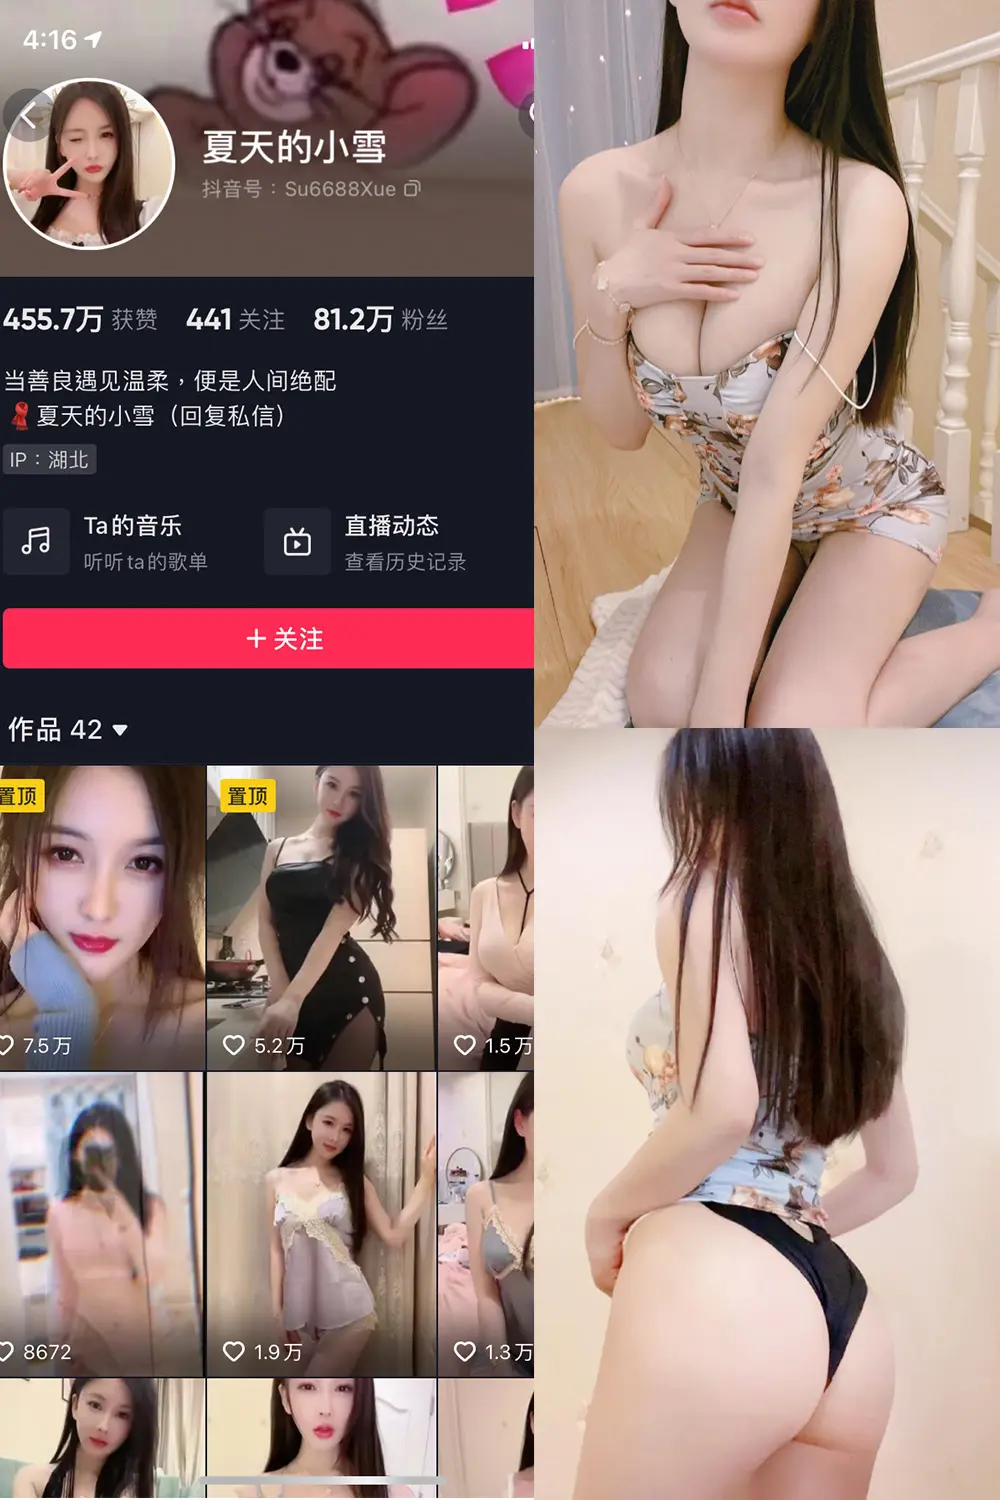 4:16
夏天的小雪
抖音号：Su6688Xue
455.7万 获赞 441 关注 81.2万 粉丝
当善良遇见温柔，便是人间绝配
夏天的小雪（回复私信）
IP：湖北
Ta的音乐
听听ta的歌单
直播动态
查看历史记录
+ 关注
作品 42
置顶
置顶
7.5万
5.2万
1.5万
8672
1.9万
1.3万